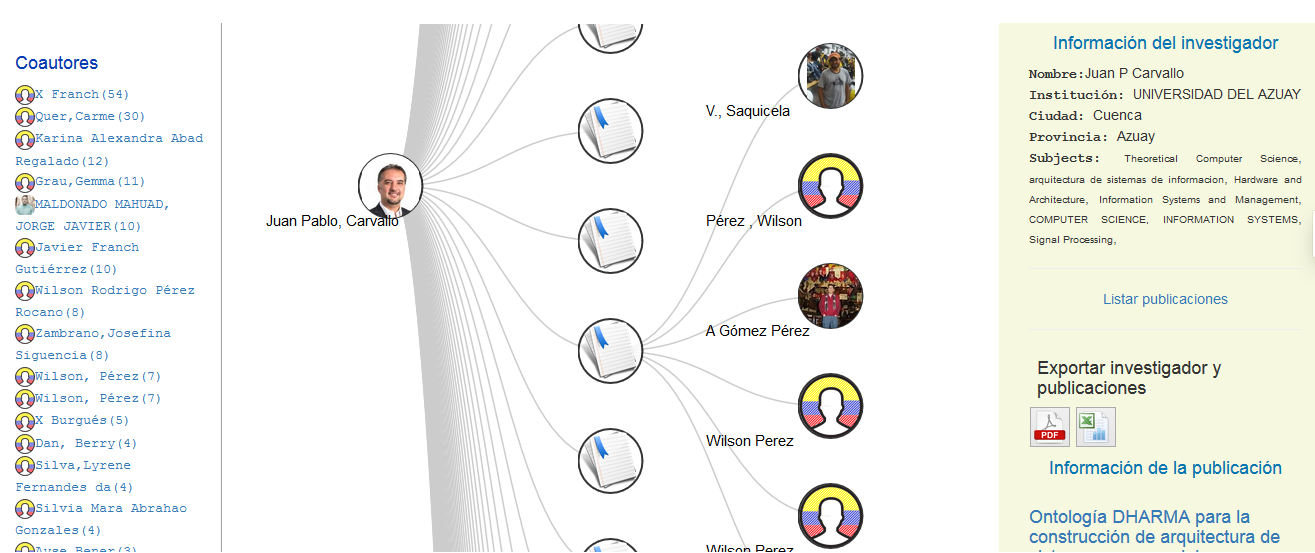 Coautores
X Franch(54)
Quer,Carme(30)
Karina Alexandra Abad
Regalado(12)
Grau,Gemma(11)
MALDONADO MAHUAD,
JORGE JAVIER(10)
Javier Franch
Gutiérrez(10)
Wilson Rodrigo Pérez
Rocano(8)
Zambrano,Josefina
Siguencia(8)
Wilson, Pérez(7)
Wilson, Pérez(7)
X Burgués(5)
Dan, Berry(4)
Silva,Lyrene
Fernandes da(4)
Silvia Mara Abrahao
Gonzales(4)
Ayse Bener(3)
Juan Pablo, Carvallo
V., Saquicela
Pérez , Wilson
A Gómez Pérez
Wilson Perez
Wilson Perez
Información del investigador
Nombre:Juan P Carvallo
Institución: UNIVERSIDAD DEL AZUAY
Ciudad: Cuenca
Provincia: Azuay
Subjects: Theoretical Computer Science,
arquitectura de sistemas de informacion, Hardware and
Architecture, Information Systems and Management,
COMPUTER SCIENCE, INFORMATION SYSTEMS,
Signal Processing,
Listar publicaciones
Exportar investigador y
publicaciones
PDF
Información de la publicación
Ontología DHARMA para la
construcción de arquitectura de